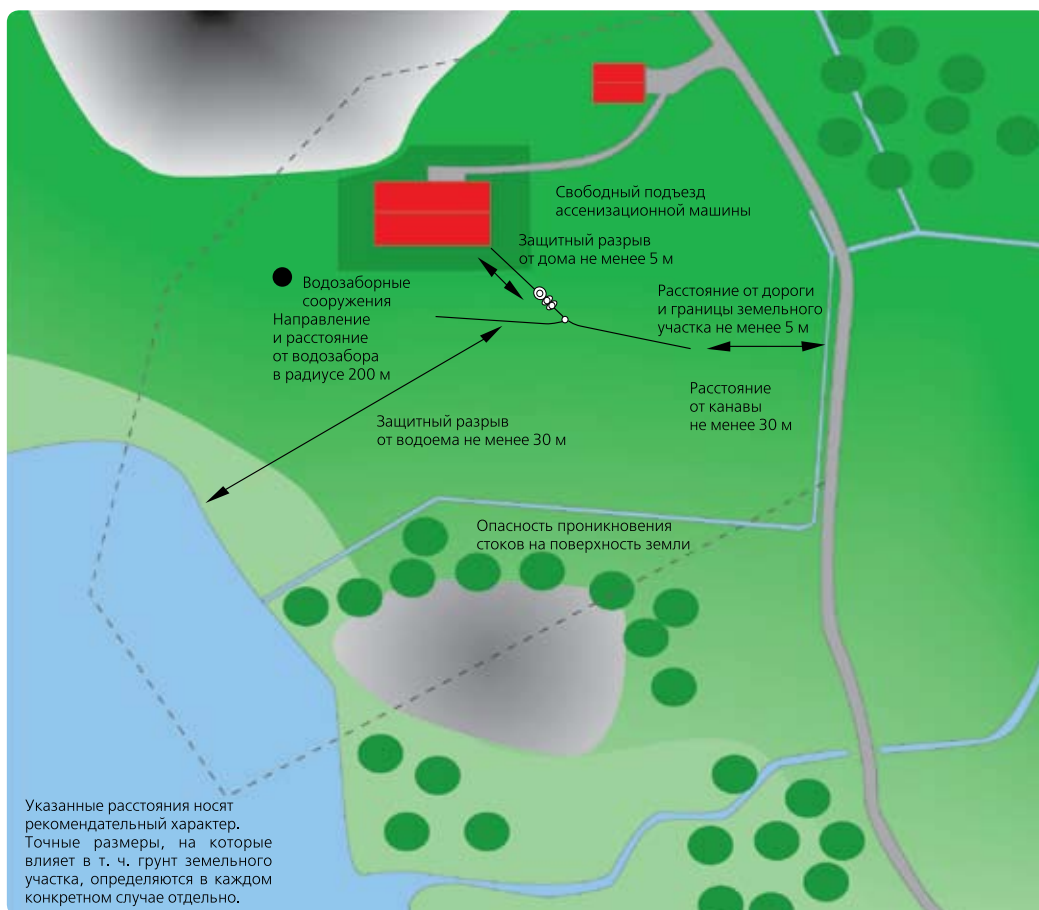 Свободный подъезд
ассенизационной машины
Защитный разрыв
от дома не менее 5 м
Водозаборные
сооружения
Направление
и расстояние
от водозабора
в радиусе 200 м
Расстояние от дороги
и границы земельного
участка не менее 5 м
Расстояние
от канавы
не менее 30 м
Защитный разрыв
от водоема не менее 30 м
Опасность проникновения
стоков на поверхность земли
Указанные расстояния носят
рекомендательный характер.
Точные размеры, на которые
влияет в т. ч. грунт земельного
участка, определяются в каждом
конкретном случае отдельно.